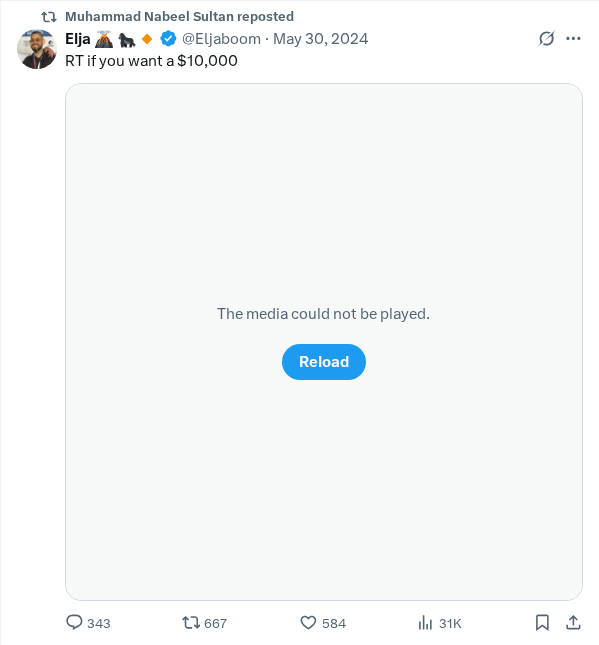 Muhammad Nabeel Sultan reposted
Elja 🌋 🦍 🔸 @Eljaboom · May 30, 2024
RT if you want a $10,000
The media could not be played.
Reload
343 667 584 31K